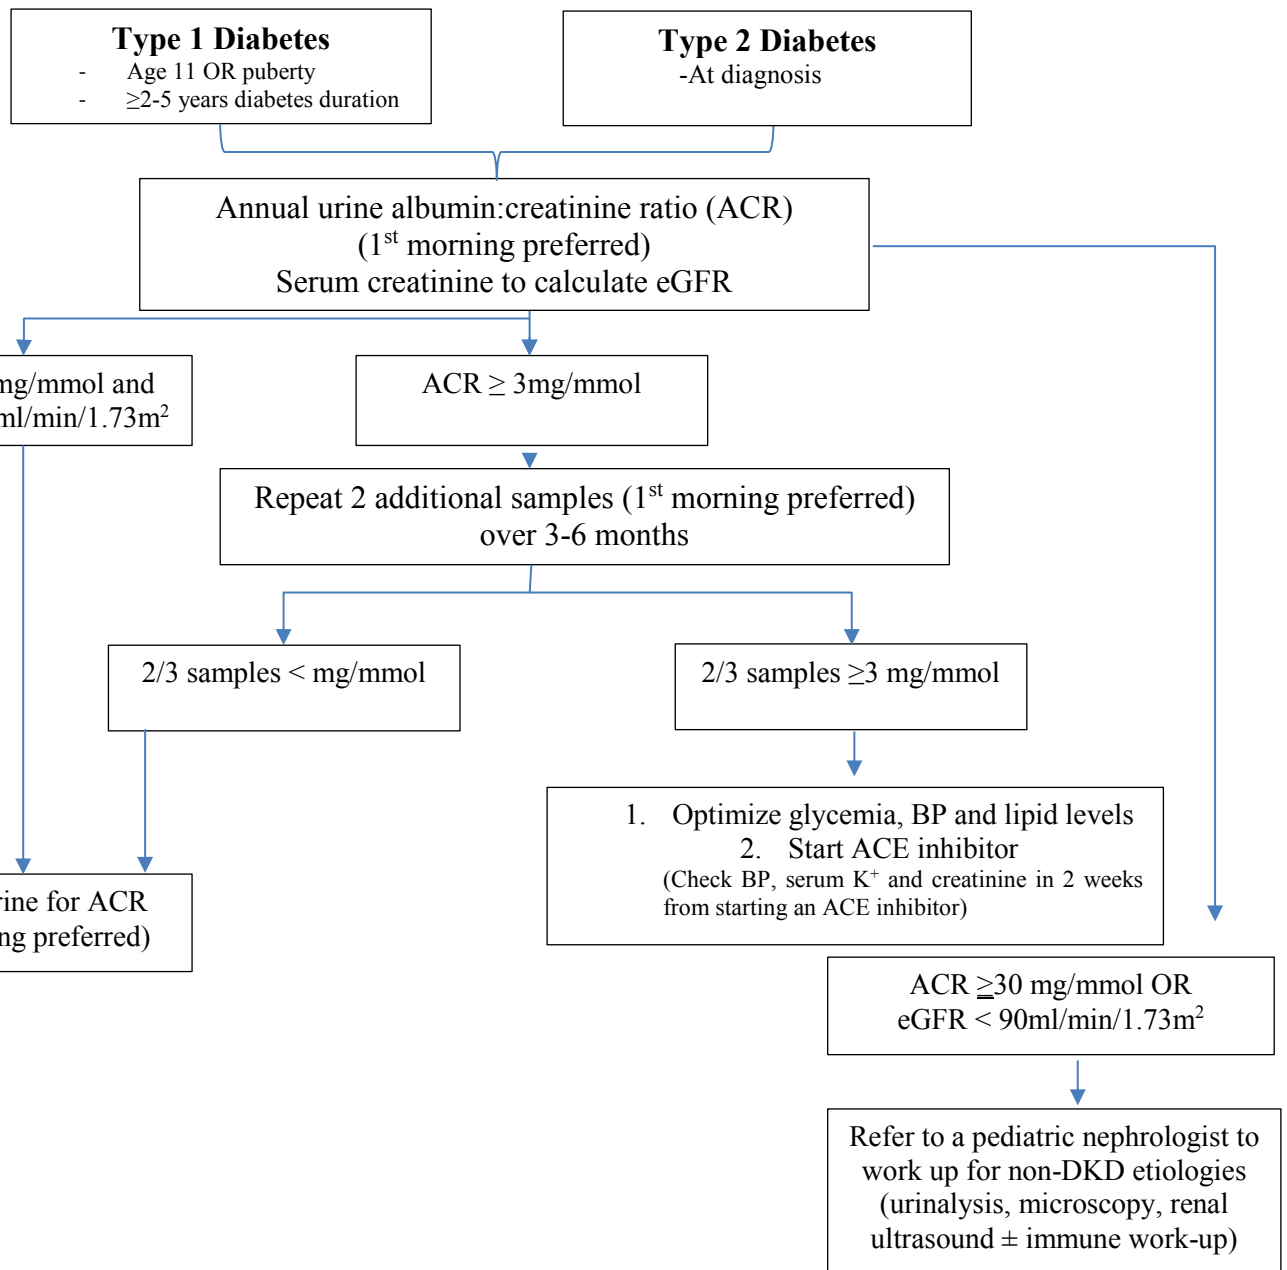 Type 1 Diabetes
- Age 11 OR puberty
- ≥2-5 years diabetes duration
Type 2 Diabetes
-At diagnosis
Annual urine albumin:creatinine ratio (ACR)
(1st morning preferred)
Serum creatinine to calculate eGFR
mg/mmol and
ml/min/1.73m²
ACR ≥ 3mg/mmol
Repeat 2 additional samples (1st morning preferred)
over 3-6 months
2/3 samples < mg/mmol
2/3 samples ≥3 mg/mmol
1. Optimize glycemia, BP and lipid levels
2. Start ACE inhibitor
(Check BP, serum K⁺ and creatinine in 2 weeks
from starting an ACE inhibitor)
for ACR
preferred)
ACR ≥30 mg/mmol OR
eGFR < 90ml/min/1.73m²
Refer to a pediatric nephrologist to
work up for non-DKD etiologies
(urinalysis, microscopy, renal
ultrasound ± immune work-up)